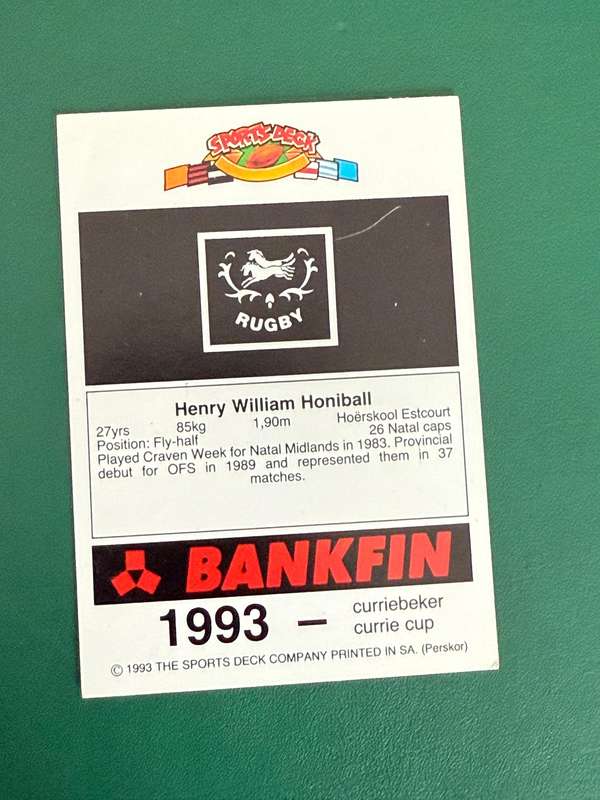 SPORTS DECK
RUGBY
Henry William Honiball
27yrs 85kg 1,90m Hoërskool Estcourt
Position: Fly-half 26 Natal caps
Played Craven Week for Natal Midlands in 1983. Provincial
debut for OFS in 1989 and represented them in 37
matches.
BANKFIN
1993 – curriebeker
currie cup
© 1993 THE SPORTS DECK COMPANY PRINTED IN SA. (Perskor)